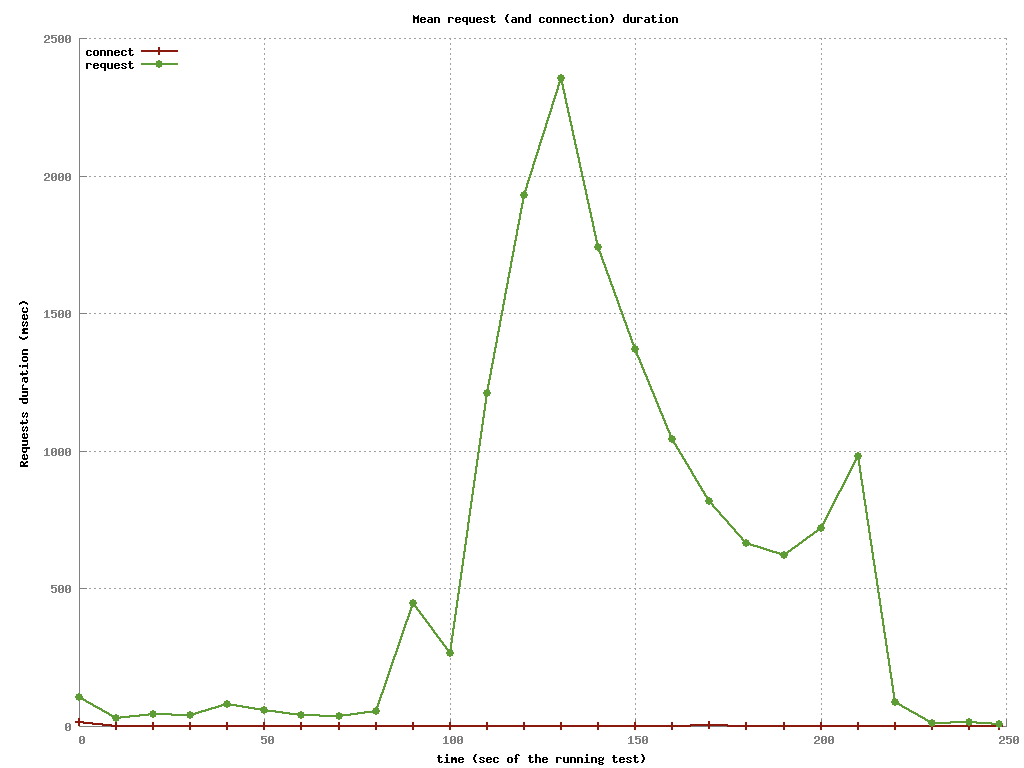 Mean request (and connection) duration
2500
connect
request
2000
1500
1000
500
0
Requests duration (msec)
0 50 100 150 200 250
time (sec of the running test)